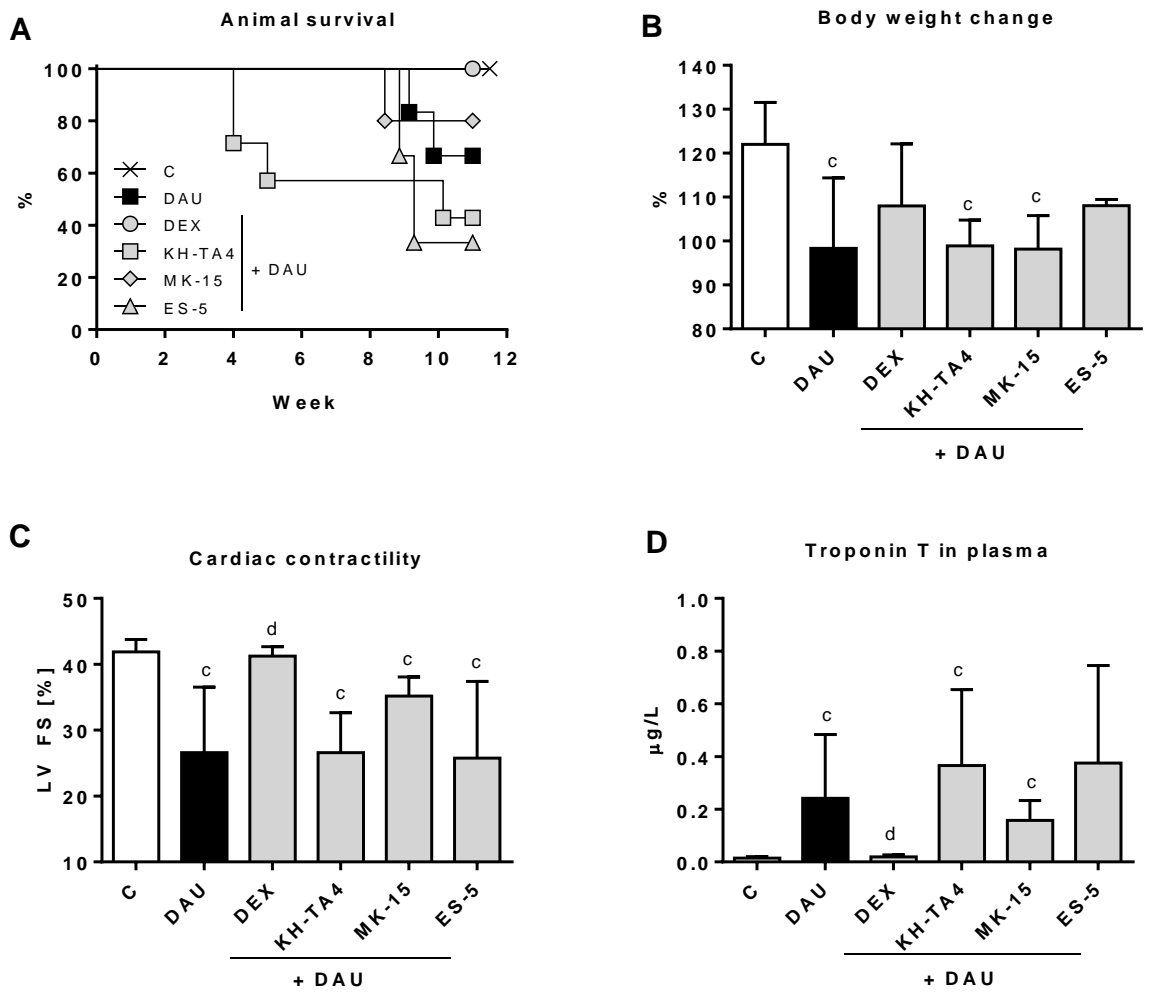 A
Animal survival
100
80
60
40
20
0
%
0 2 4 6 8 10 12
Week
C
DAU
DEX
KH-TA4
MK-15
ES-5
+ DAU
B
Body weight change
140
130
120
110
100
90
80
%
c
c
c
C DAU DEX KH-TA4 MK-15 ES-5
+ DAU
C
Cardiac contractility
50
40
30
20
10
LV FS [%]
c
d
c
c
c
C DAU DEX KH-TA4 MK-15 ES-5
+ DAU
D
Troponin T in plasma
1.0
0.8
0.6
0.4
0.2
0.0
µg/L
c
d
c
c
C DAU DEX KH-TA4 MK-15 ES-5
+ DAU